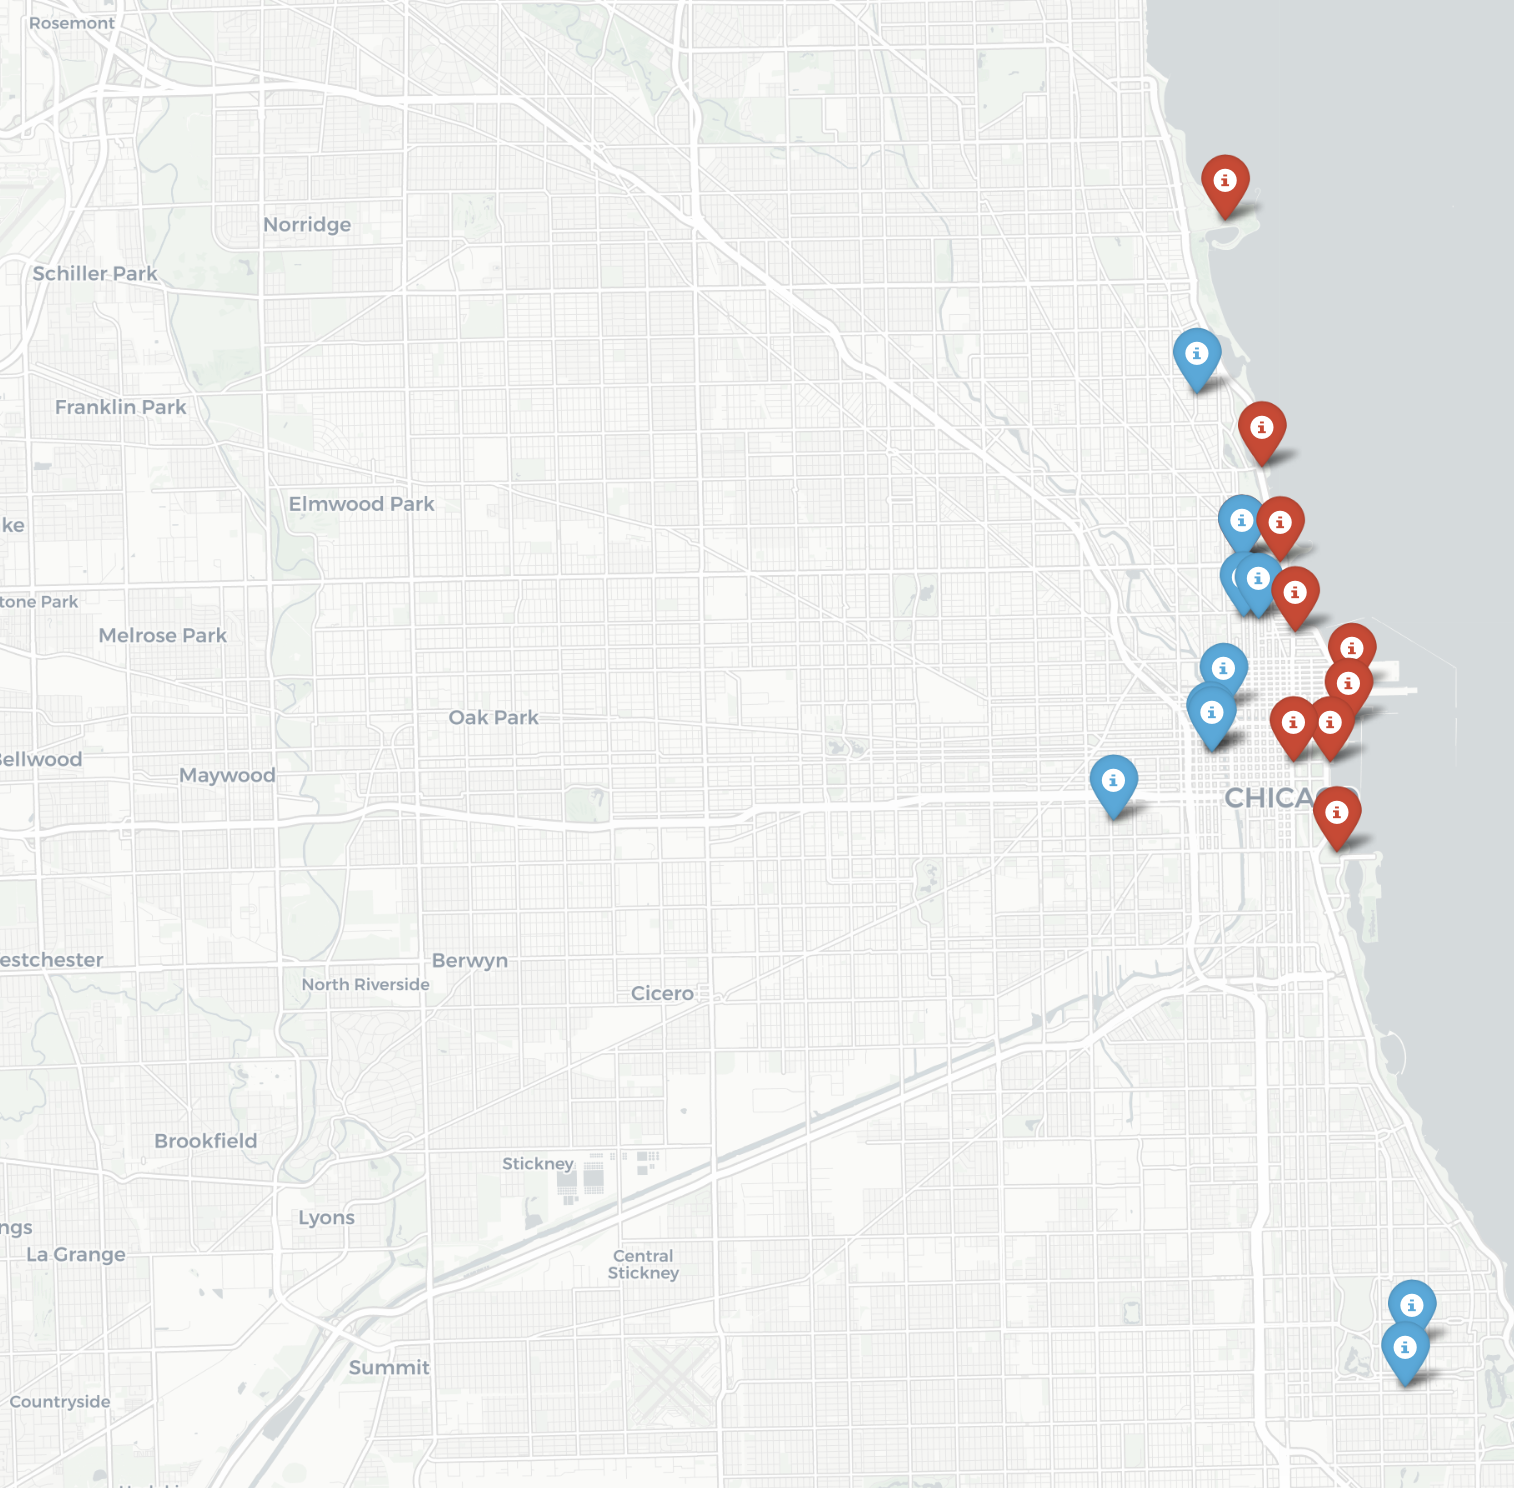 Rosemont
Norridge
Schiller Park
Franklin Park
Elmwood Park
ke
tone Park
Melrose Park
Oak Park
Bellwood
Maywood
CHICA
estchester
Berwyn
North Riverside
Cicero
Brookfield
Stickney
Lyons
ngs
La Grange
Central
Stickney
Summit
Countryside